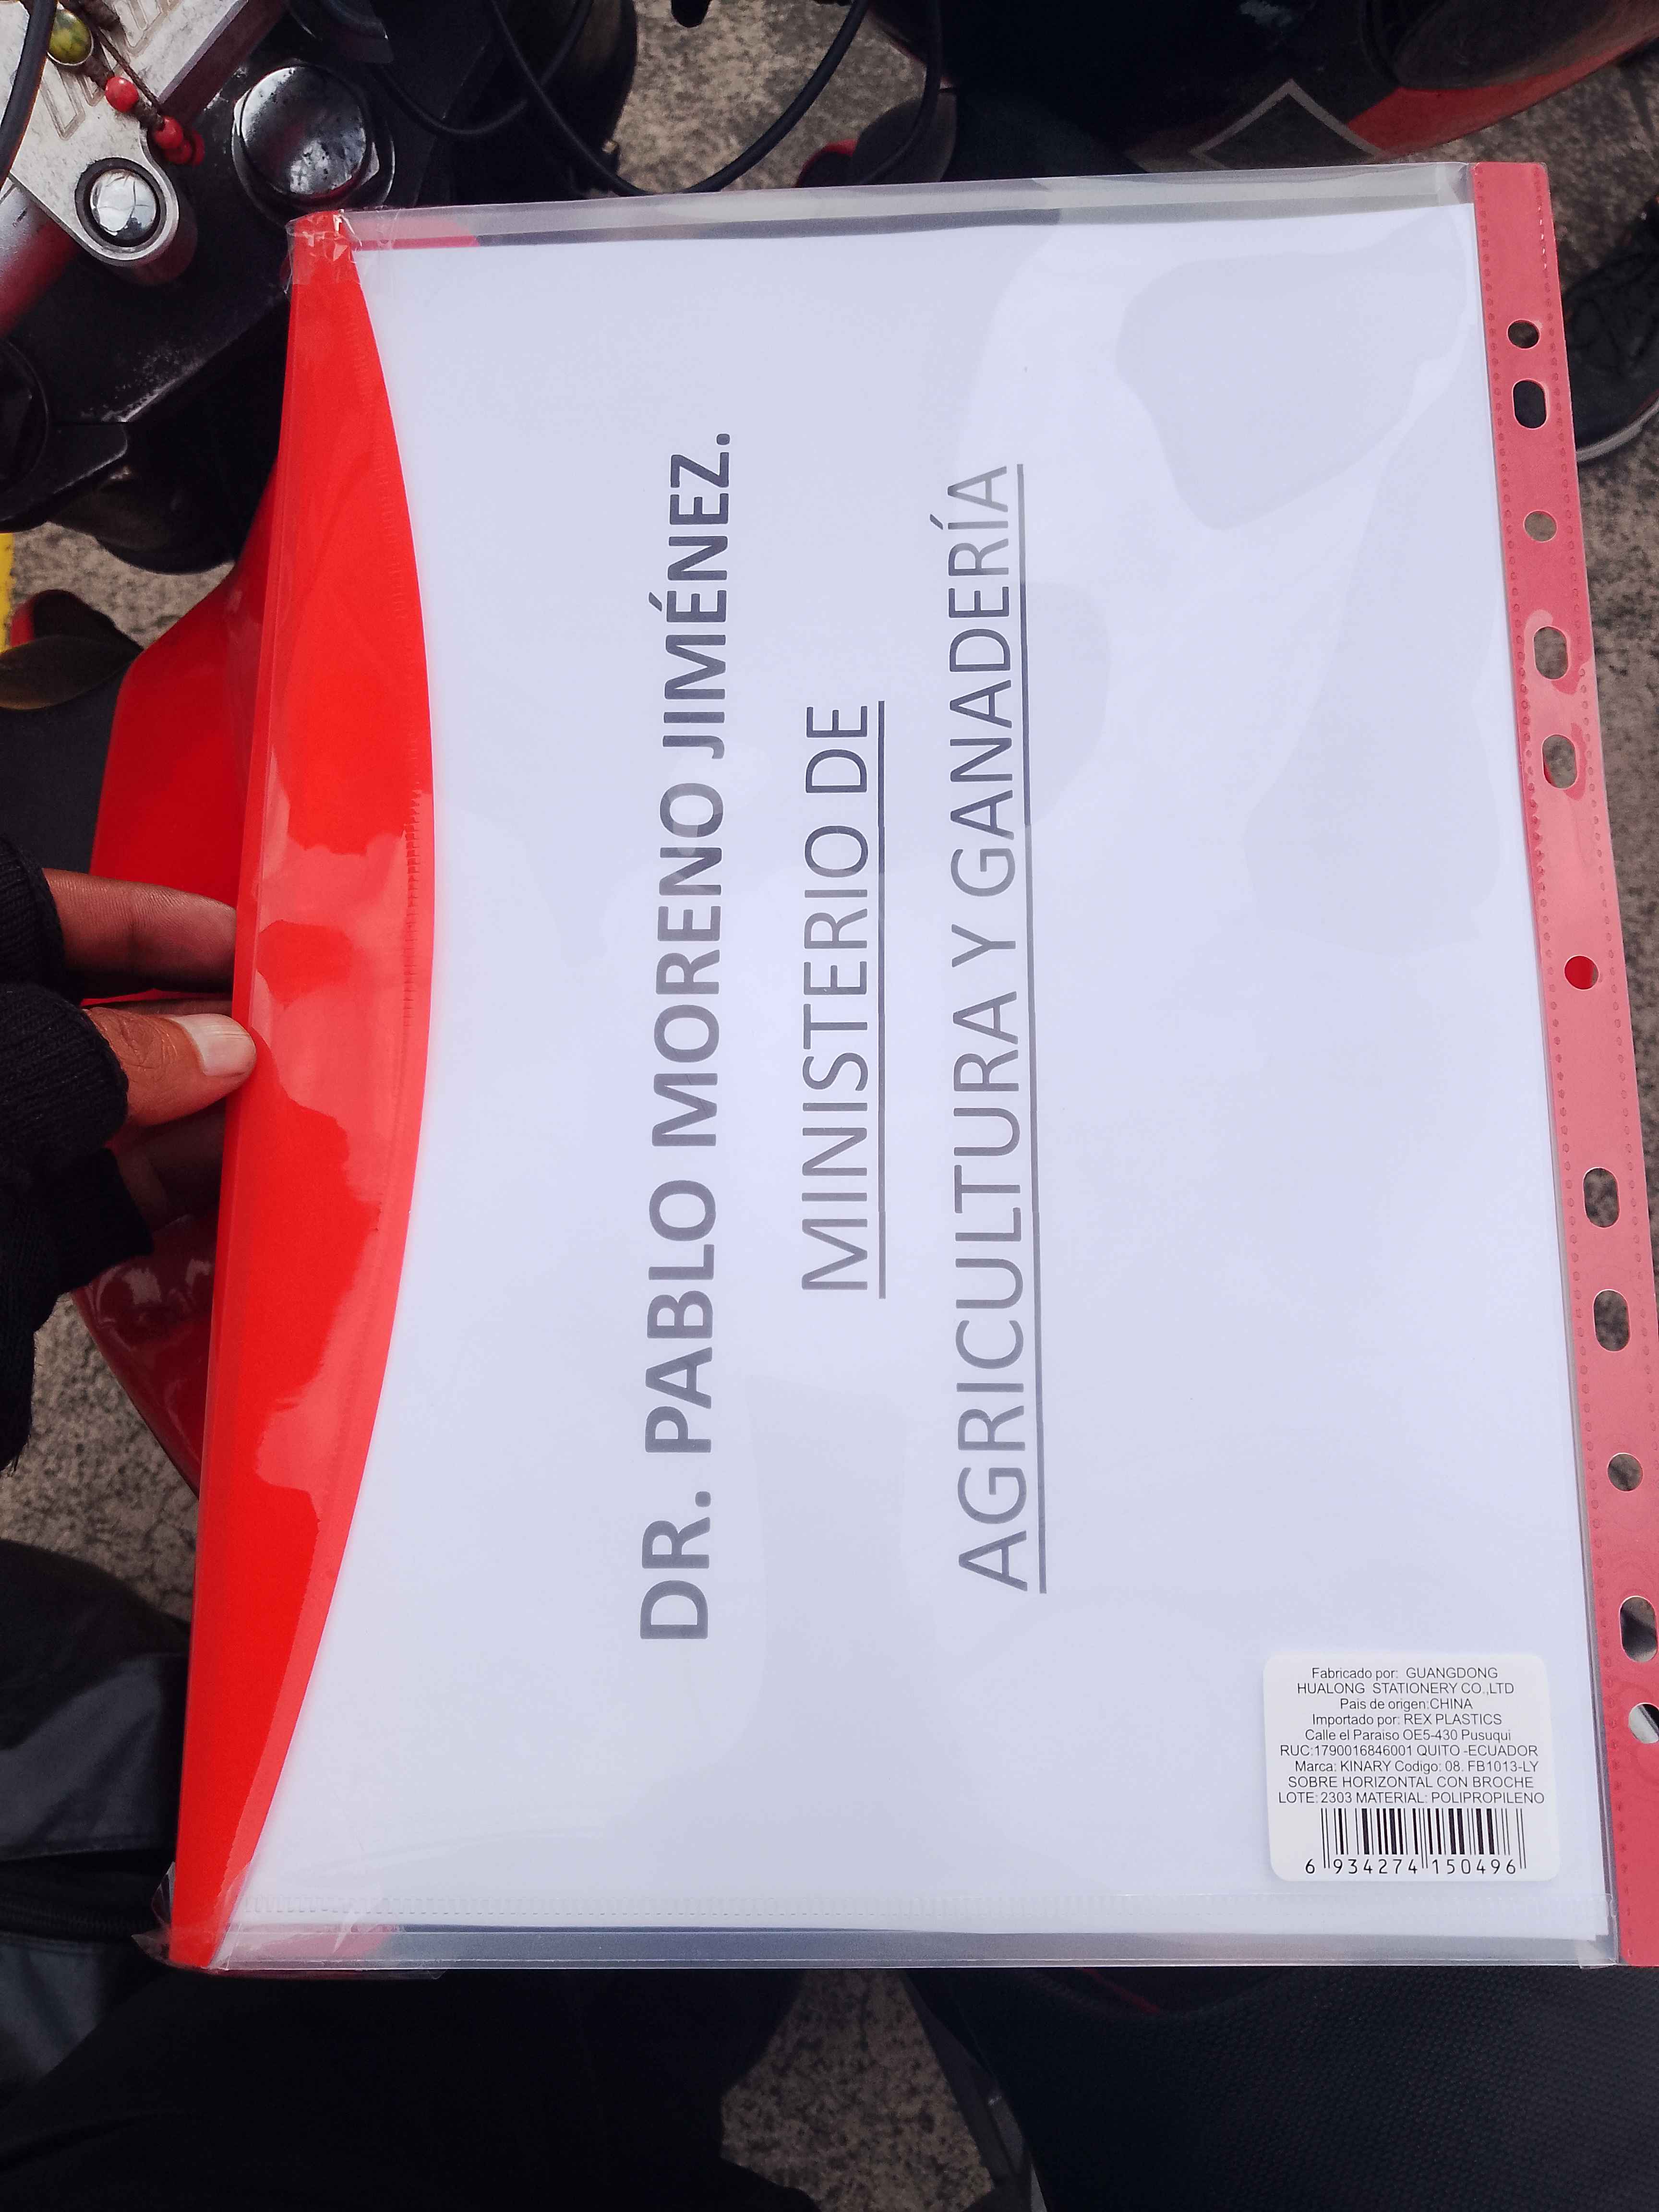 DR. PABLO MORENO JIMÉNEZ.
MINISTERIO DE
AGRICULTURA Y GANADERÍA
Fabricado por: GUANGDONG
HUALONG STATIONERY CO.,LTD
Pais de origen:CHINA
Importado por: REX PLASTICS
Calle el Paraiso OE5-430 Pusuqui
RUC:1790016846001 QUITO -ECUADOR
Marca: KINARY Codigo: 08. FB1013-LY
SOBRE HORIZONTAL CON BROCHE
LOTE: 2303 MATERIAL: POLIPROPILENO
6 934274 150496